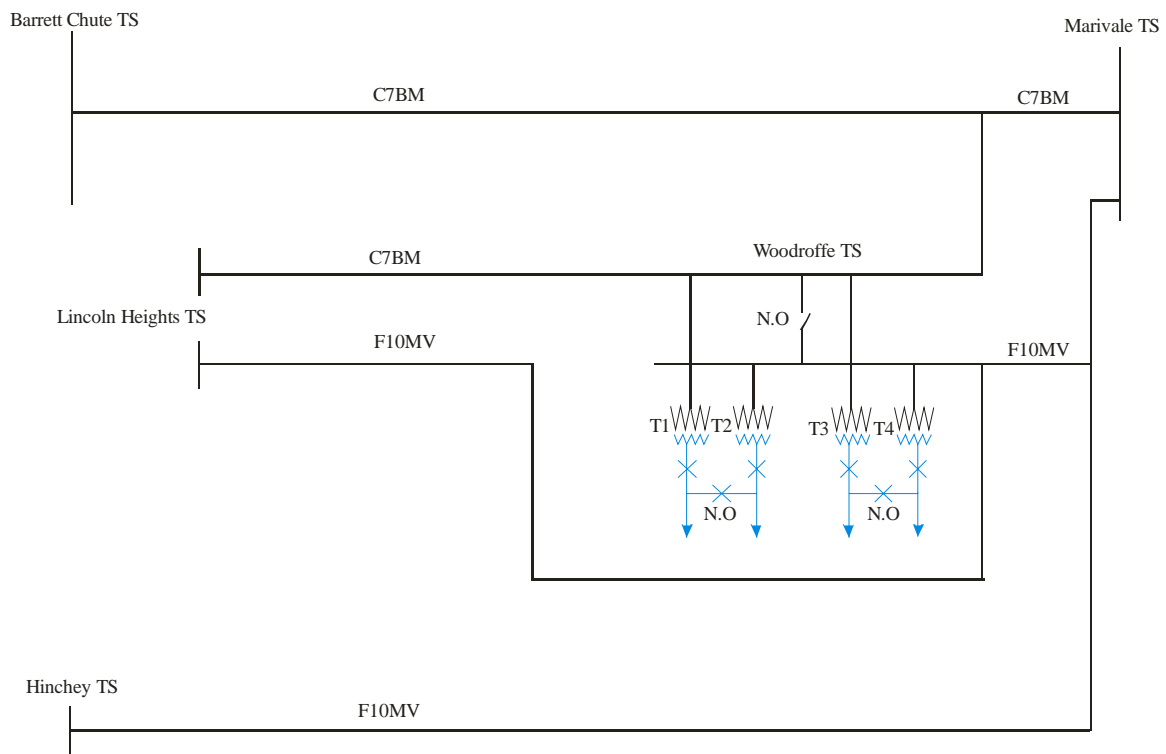 Barrett Chute TS
Marivale TS
C7BM
C7BM
Woodroffe TS
C7BM
Lincoln Heights TS
N.O
F10MV
F10MV
T1
T2
T3
T4
N.O
N.O
Hinchey TS
F10MV